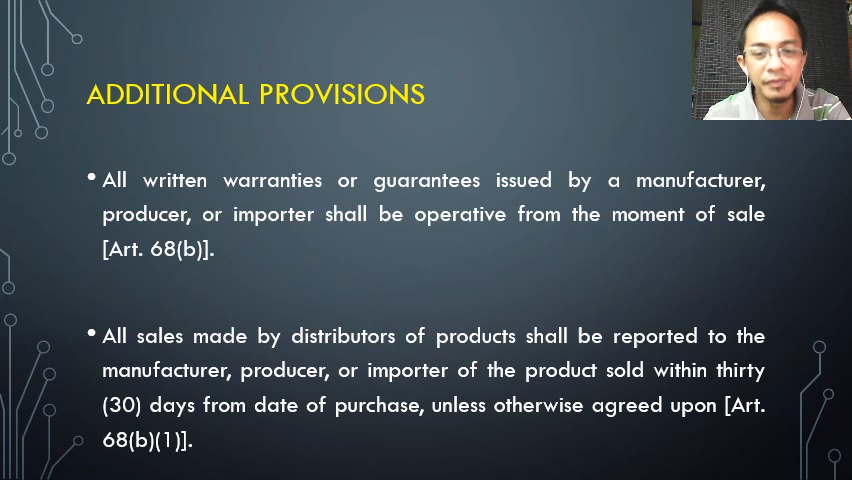 ADDITIONAL PROVISIONS
• All written warranties or guarantees issued by a manufacturer,
producer, or importer shall be operative from the moment of sale
[Art. 68(b)].
• All sales made by distributors of products shall be reported to the
manufacturer, producer, or importer of the product sold within thirty
(30) days from date of purchase, unless otherwise agreed upon [Art.
68(b)(1)].